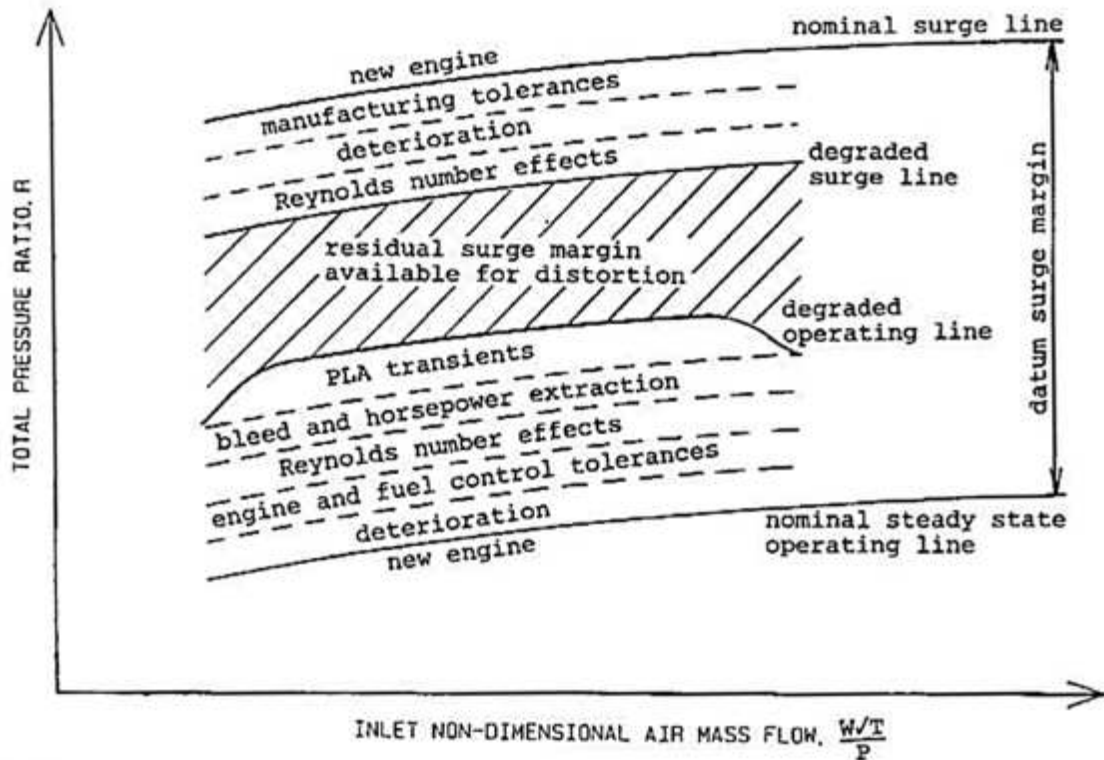 nominal surge line
new engine
manufacturing tolerances
deterioration
Reynolds number effects
degraded
surge line
residual surge margin
available for distortion
degraded
operating line
PLA transients
bleed and horsepower extraction
Reynolds number effects
engine and fuel control tolerances
deterioration
new engine
nominal steady state
operating line
datum surge margin
TOTAL PRESSURE RATIO, R
INLET NON-DIMENSIONAL AIR MASS FLOW, W√T/P